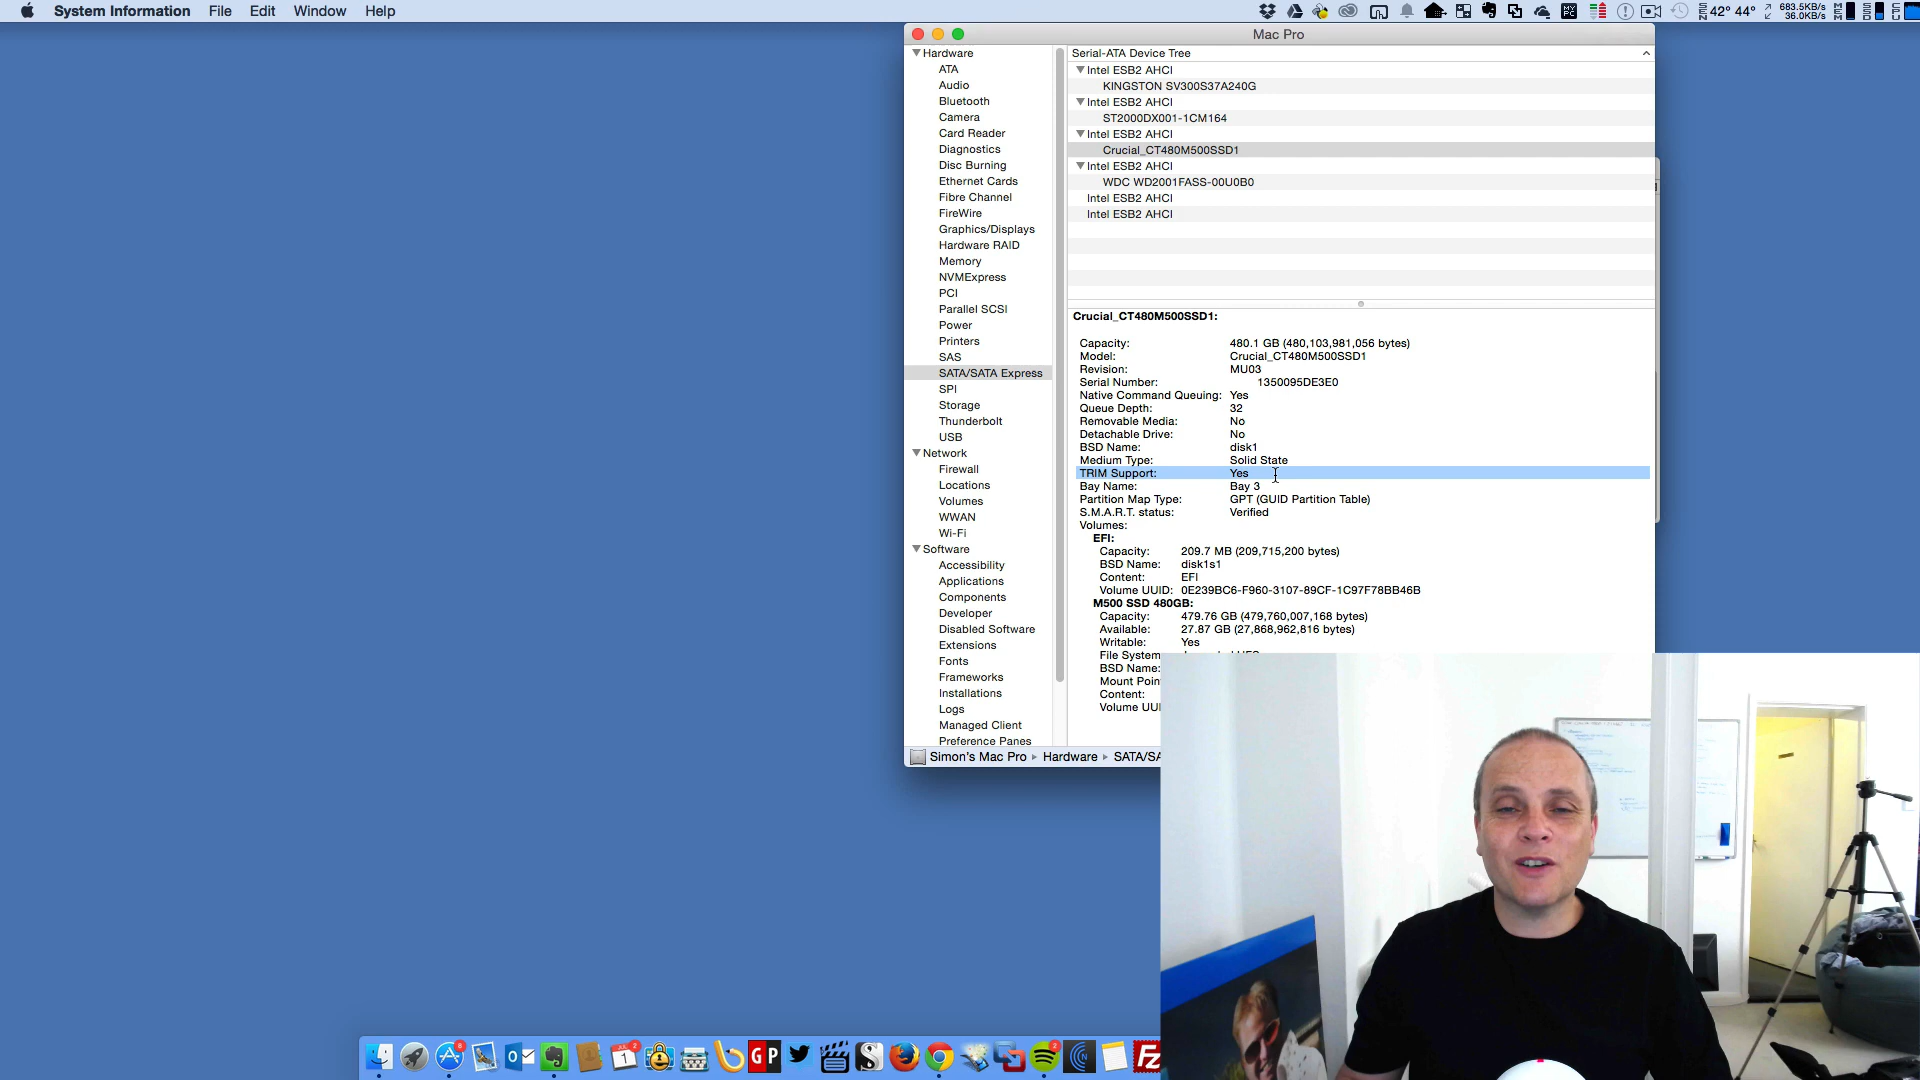 System Information File Edit Window Help
42° 44° 683.5KB/s
36.0KB/s
Mac Pro
Hardware
ATA
Audio
Bluetooth
Camera
Card Reader
Diagnostics
Disc Burning
Ethernet Cards
Fibre Channel
FireWire
Graphics/Displays
Hardware RAID
Memory
NVMExpress
PCI
Parallel SCSI
Power
Printers
SAS
SATA/SATA Express
SPI
Storage
Thunderbolt
USB
Network
Firewall
Locations
Volumes
WWAN
Wi-Fi
Software
Accessibility
Applications
Components
Developer
Disabled Software
Extensions
Fonts
Frameworks
Installations
Logs
Managed Client
Preference Panes
Serial-ATA Device Tree
Intel ESB2 AHCI
KINGSTON SV300S37A240G
Intel ESB2 AHCI
ST2000DX001-1CM164
Intel ESB2 AHCI
Crucial_CT480M500SSD1
Intel ESB2 AHCI
WDC WD2001FASS-00U0B0
Intel ESB2 AHCI
Intel ESB2 AHCI
Crucial_CT480M500SSD1:
Capacity: 480.1 GB (480,103,981,056 bytes)
Model: Crucial_CT480M500SSD1
Revision: MU03
Serial Number: 1350095DE3E0
Native Command Queuing: Yes
Queue Depth: 32
Removable Media: No
Detachable Drive: No
BSD Name: disk1
Medium Type: Solid State
TRIM Support: Yes
Bay Name: Bay 3
Partition Map Type: GPT (GUID Partition Table)
S.M.A.R.T. status: Verified
Volumes:
EFI:
Capacity: 209.7 MB (209,715,200 bytes)
BSD Name: disk1s1
Content: EFI
Volume UUID: 0E239BC6-F960-3107-89CF-1C97F78BB46B
M500 SSD 480GB:
Capacity: 479.76 GB (479,760,007,168 bytes)
Available: 27.87 GB (27,868,962,816 bytes)
Writable: Yes
File System
BSD Name:
Mount Poin
Content:
Volume UUI
Simon's Mac Pro ▸ Hardware ▸ SATA/SA
GP
Fz